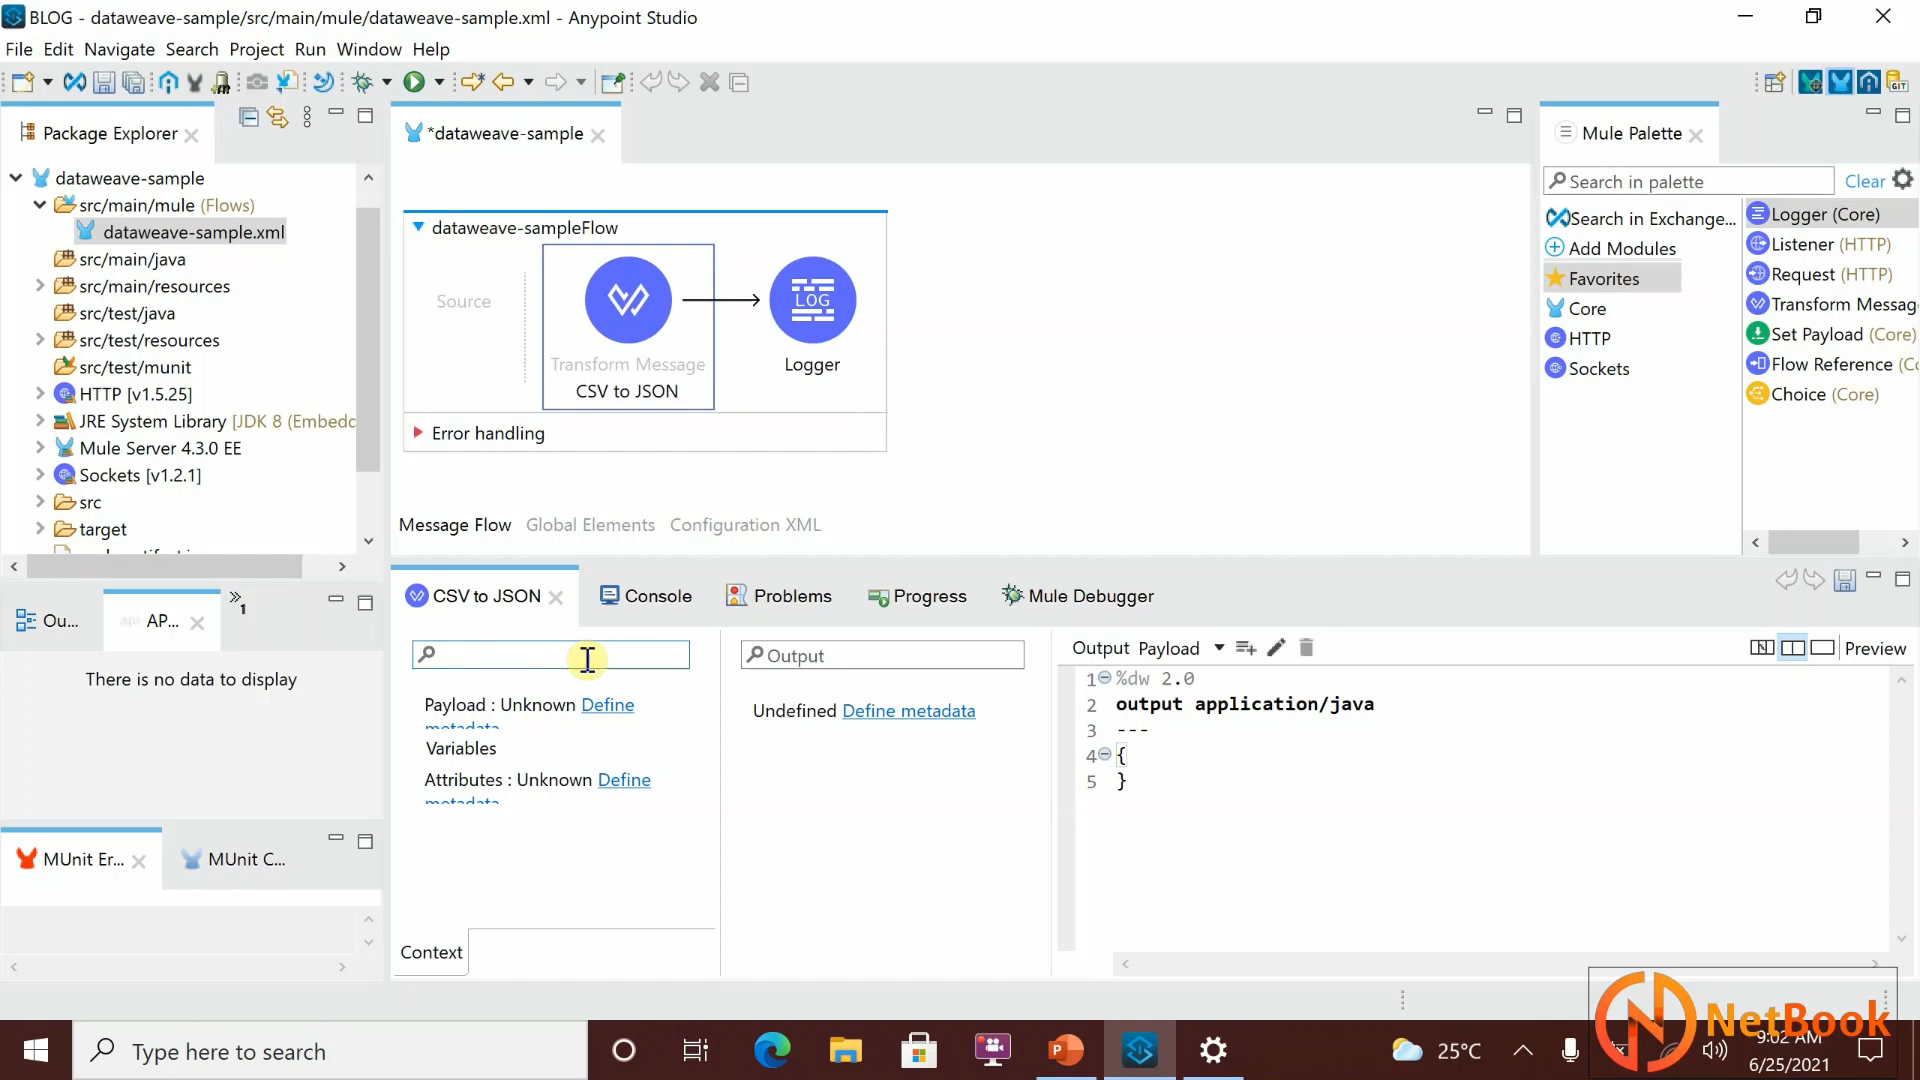 BLOG - dataweave-sample/src/main/mule/dataweave-sample.xml - Anypoint Studio
File Edit Navigate Search Project Run Window Help
GIT
Package Explorer
dataweave-sample
src/main/mule (Flows)
dataweave-sample.xml
src/main/java
src/main/resources
src/test/java
src/test/resources
src/test/munit
HTTP [v1.5.25]
JRE System Library [JDK 8 (Embedc
Mule Server 4.3.0 EE
Sockets [v1.2.1]
src
target
Ou...
api AP...
1
There is no data to display
MUnit Er...
MUnit C...
*dataweave-sample
dataweave-sampleFlow
Source
LOG
Transform Message
CSV to JSON
Logger
Error handling
Message Flow Global Elements Configuration XML
Mule Palette
Search in palette
Clear
Search in Exchange...
Add Modules
Favorites
Core
HTTP
Sockets
Logger (Core)
Listener (HTTP)
Request (HTTP)
Transform Messag
Set Payload (Core)
Flow Reference (Co
Choice (Core)
CSV to JSON
Console
Problems
Progress
Mule Debugger
Payload : Unknown Define
metadata
Variables
Attributes : Unknown Define
metadata
Context
Output
Undefined Define metadata
Output Payload
Preview
1 %dw 2.0
2 output application/java
3 ---
4 {
5 }
NetBook
Type here to search
25°C
9:02 AM
6/25/2021